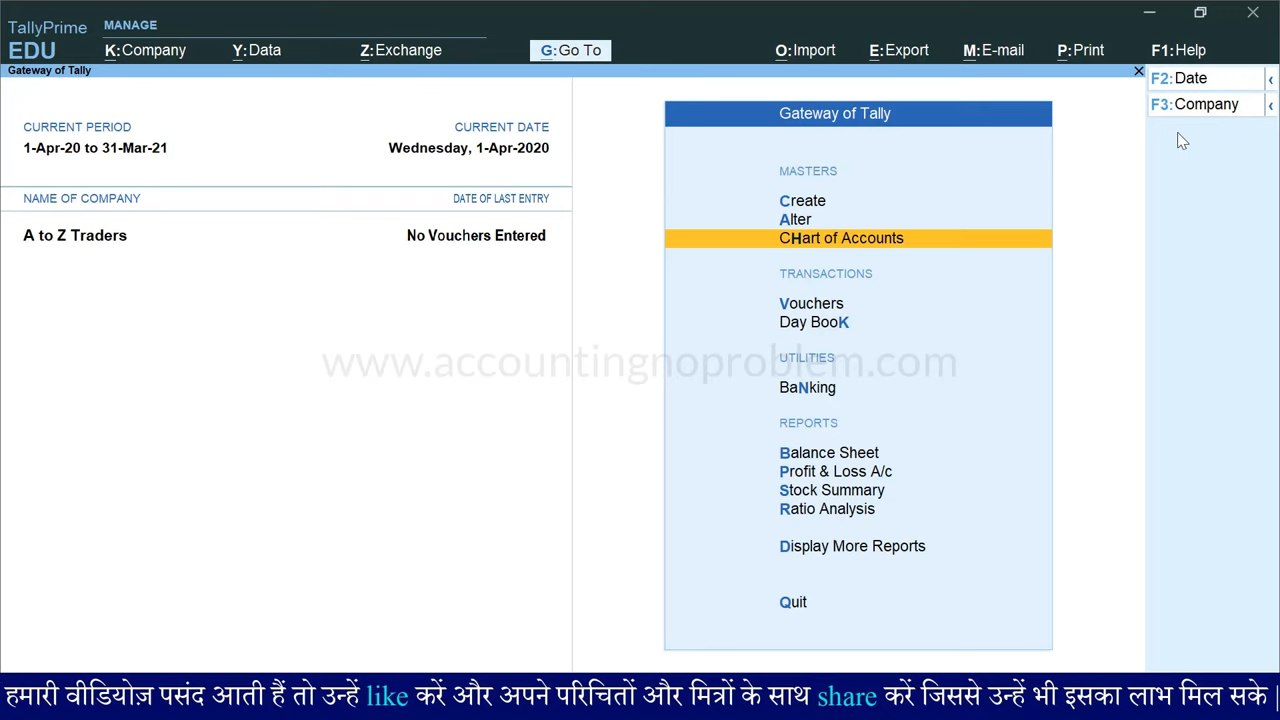 TallyPrime
EDU
MANAGE
K:Company
Y:Data
Z:Exchange
G:Go To
O:Import
E:Export
M:E-mail
P:Print
F1:Help
Gateway of Tally
F2:Date
F3:Company
CURRENT PERIOD
CURRENT DATE
1-Apr-20 to 31-Mar-21
Wednesday, 1-Apr-2020
NAME OF COMPANY
DATE OF LAST ENTRY
A to Z Traders
No Vouchers Entered
Gateway of Tally
MASTERS
Create
Alter
CHart of Accounts
TRANSACTIONS
Vouchers
Day BooK
UTILITIES
www.accountingnoproblem.com
BaNking
REPORTS
Balance Sheet
Profit & Loss A/c
Stock Summary
Ratio Analysis
Display More Reports
Quit
हमारी वीडियोज़ पसंद आती हैं तो उन्हें like करें और अपने परिचितों और मित्रों के साथ share करें जिससे उन्हें भी इसका लाभ मिल सके |